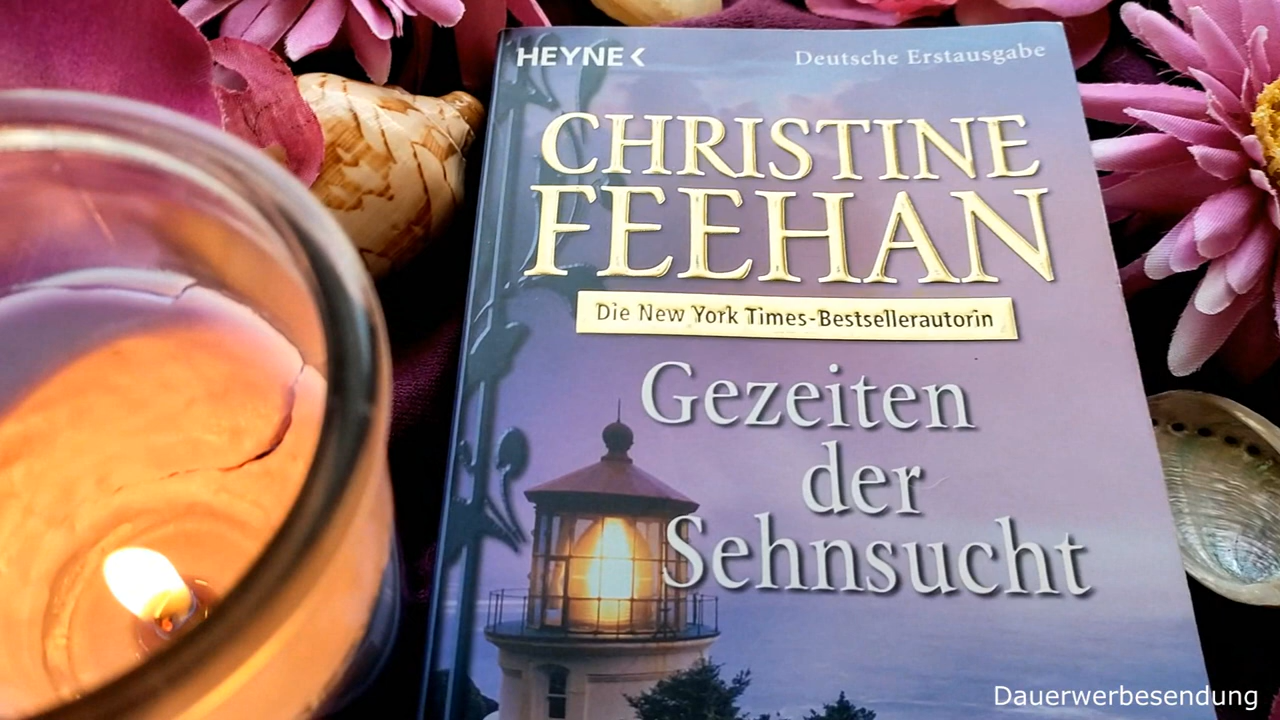 HEYNE
Deutsche Erstausgabe
CHRISTINE
FEEHAN
Die New York Times-Bestsellerautorin
Gezeiten
der
Sehnsucht
Dauerwerbesendung